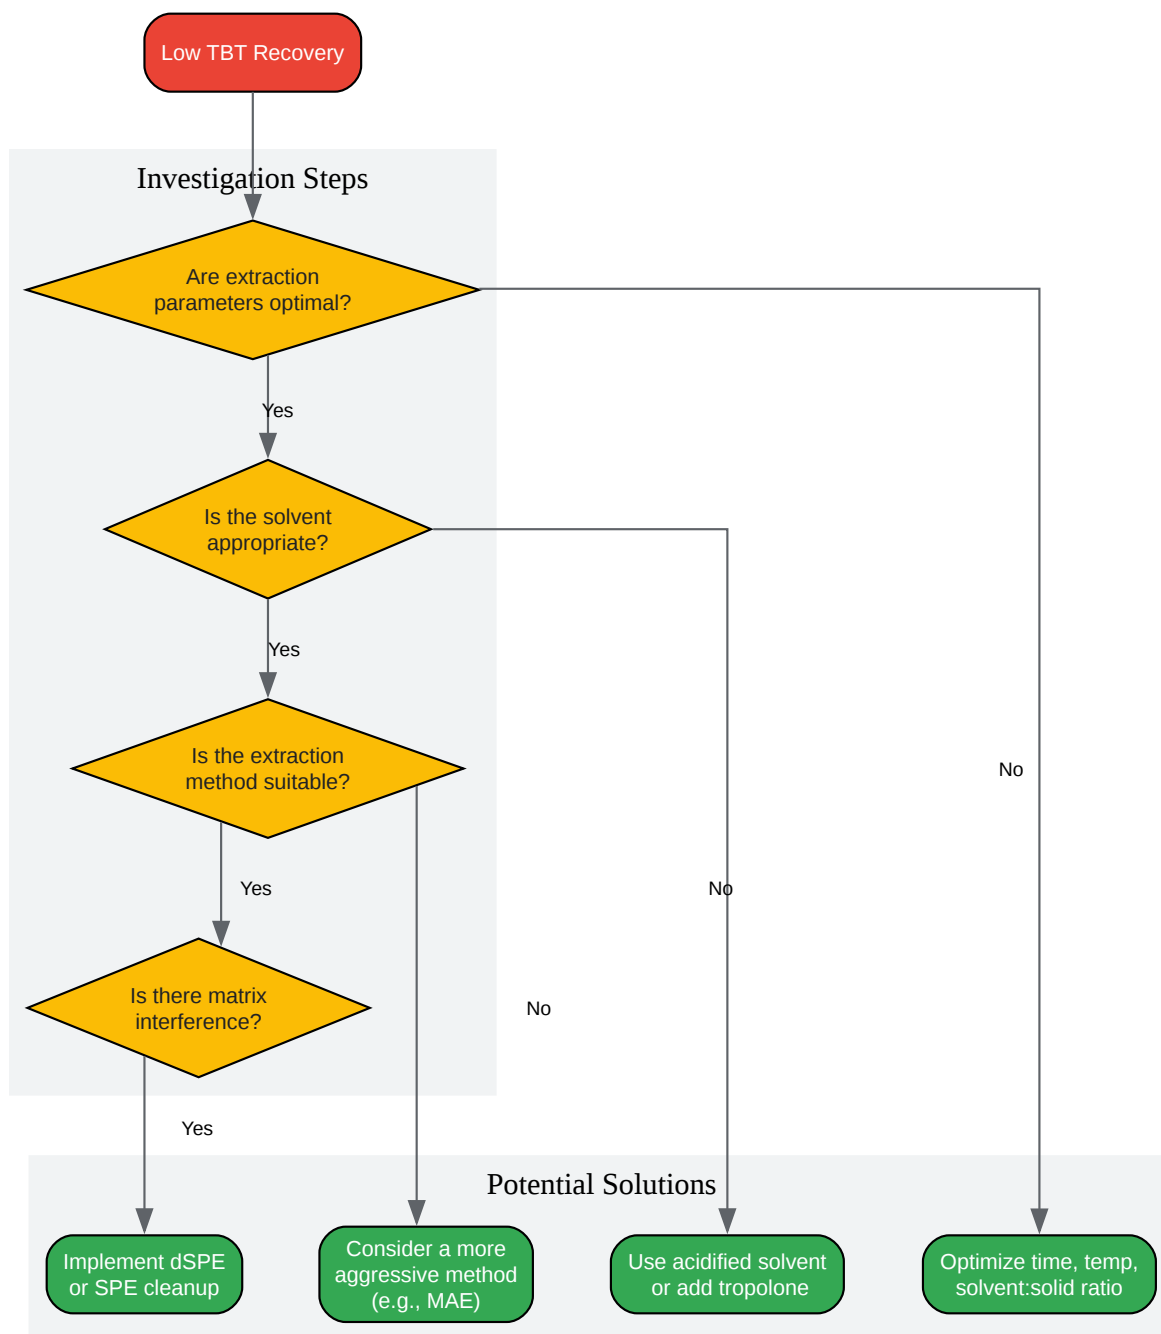 Low TBT Recovery
Investigation Steps
Are extraction
parameters optimal?
Yes
Is the solvent
appropriate?
Yes
Is the extraction
method suitable?
No
Yes
No
Is there matrix
interference?
No
Yes
Potential Solutions
Implement dSPE
or SPE cleanup
Consider a more
aggressive method
(e.g., MAE)
Use acidified solvent
or add tropolone
Optimize time, temp,
solvent:solid ratio